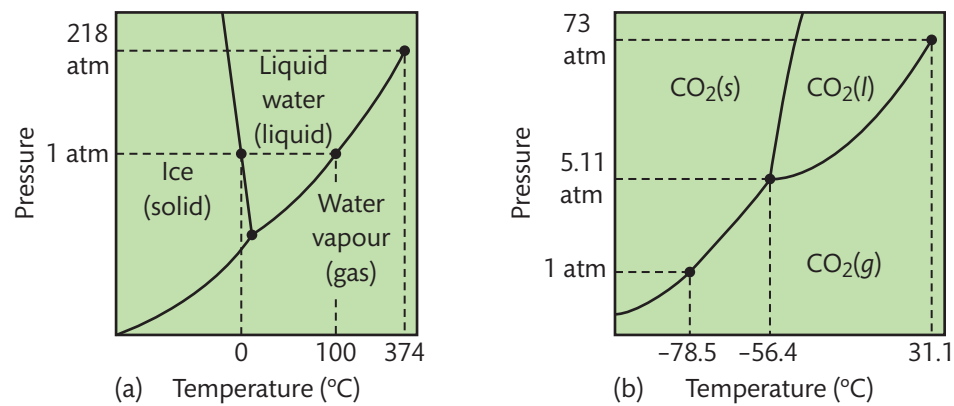 218
atm
Liquid
water
(liquid)
1 atm
Ice
(solid)
Water
vapour
(gas)
Pressure
0
100
374
(a) Temperature (°C)
73
atm
CO₂(s)
CO₂(l)
5.11
atm
1 atm
CO₂(g)
Pressure
–78.5
–56.4
31.1
(b) Temperature (°C)